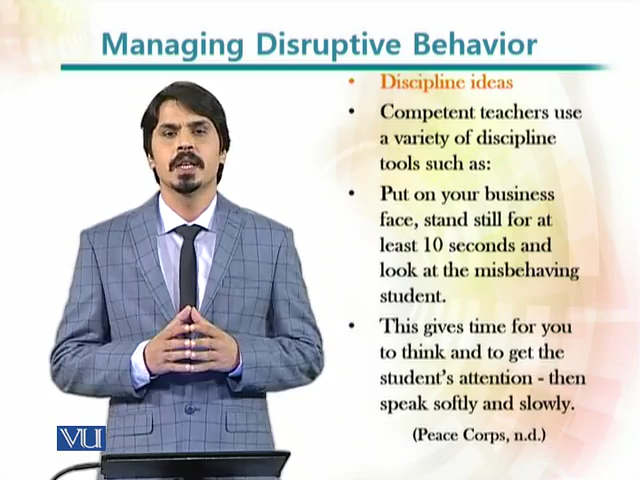 Managing Disruptive Behavior
• Discipline ideas
• Competent teachers use
a variety of discipline
tools such as:
• Put on your business
face, stand still for at
least 10 seconds and
look at the misbehaving
student.
• This gives time for you
to think and to get the
student's attention - then
speak softly and slowly.
(Peace Corps, n.d.)
VU